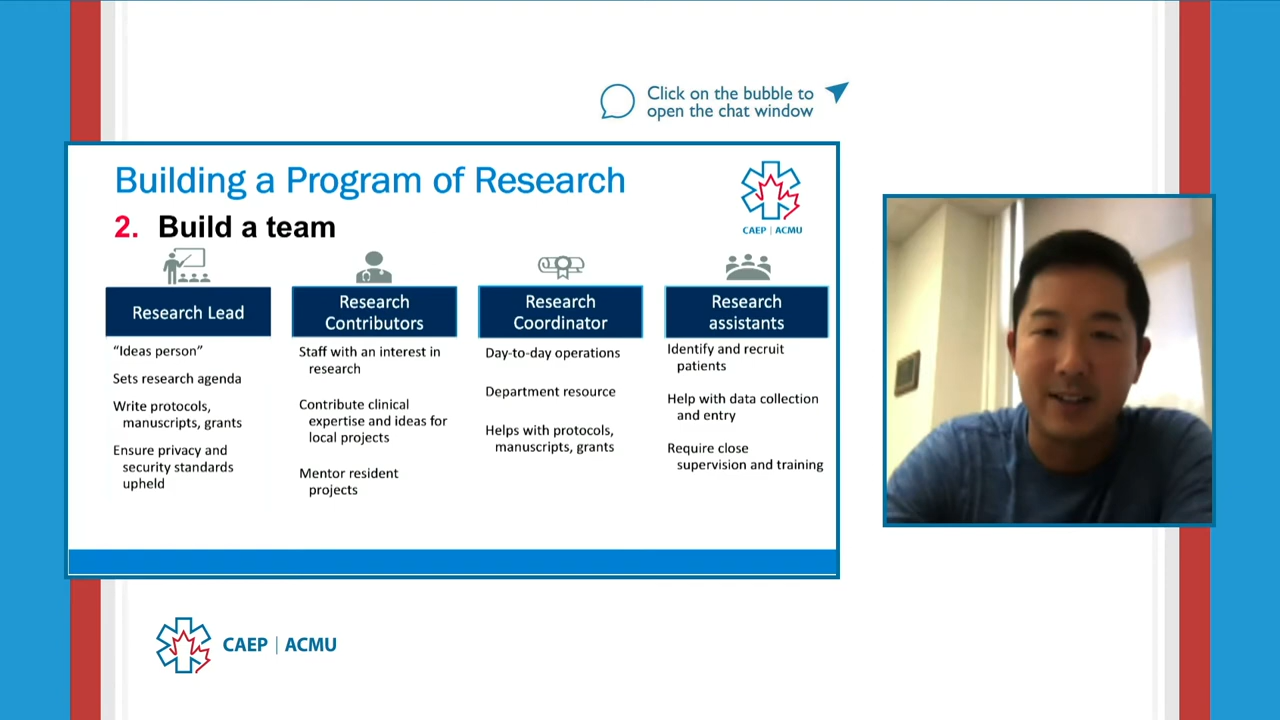 Click on the bubble to
open the chat window
Building a Program of Research
2. Build a team
CAEP | ACMU
Research Lead
"Ideas person"
Sets research agenda
Write protocols,
manuscripts, grants
Ensure privacy and
security standards
upheld
Research
Contributors
Staff with an interest in
research
Contribute clinical
expertise and ideas for
local projects
Mentor resident
projects
Research
Coordinator
Day-to-day operations
Department resource
Helps with protocols,
manuscripts, grants
Research
assistants
Identify and recruit
patients
Help with data collection
and entry
Require close
supervision and training
CAEP | ACMU